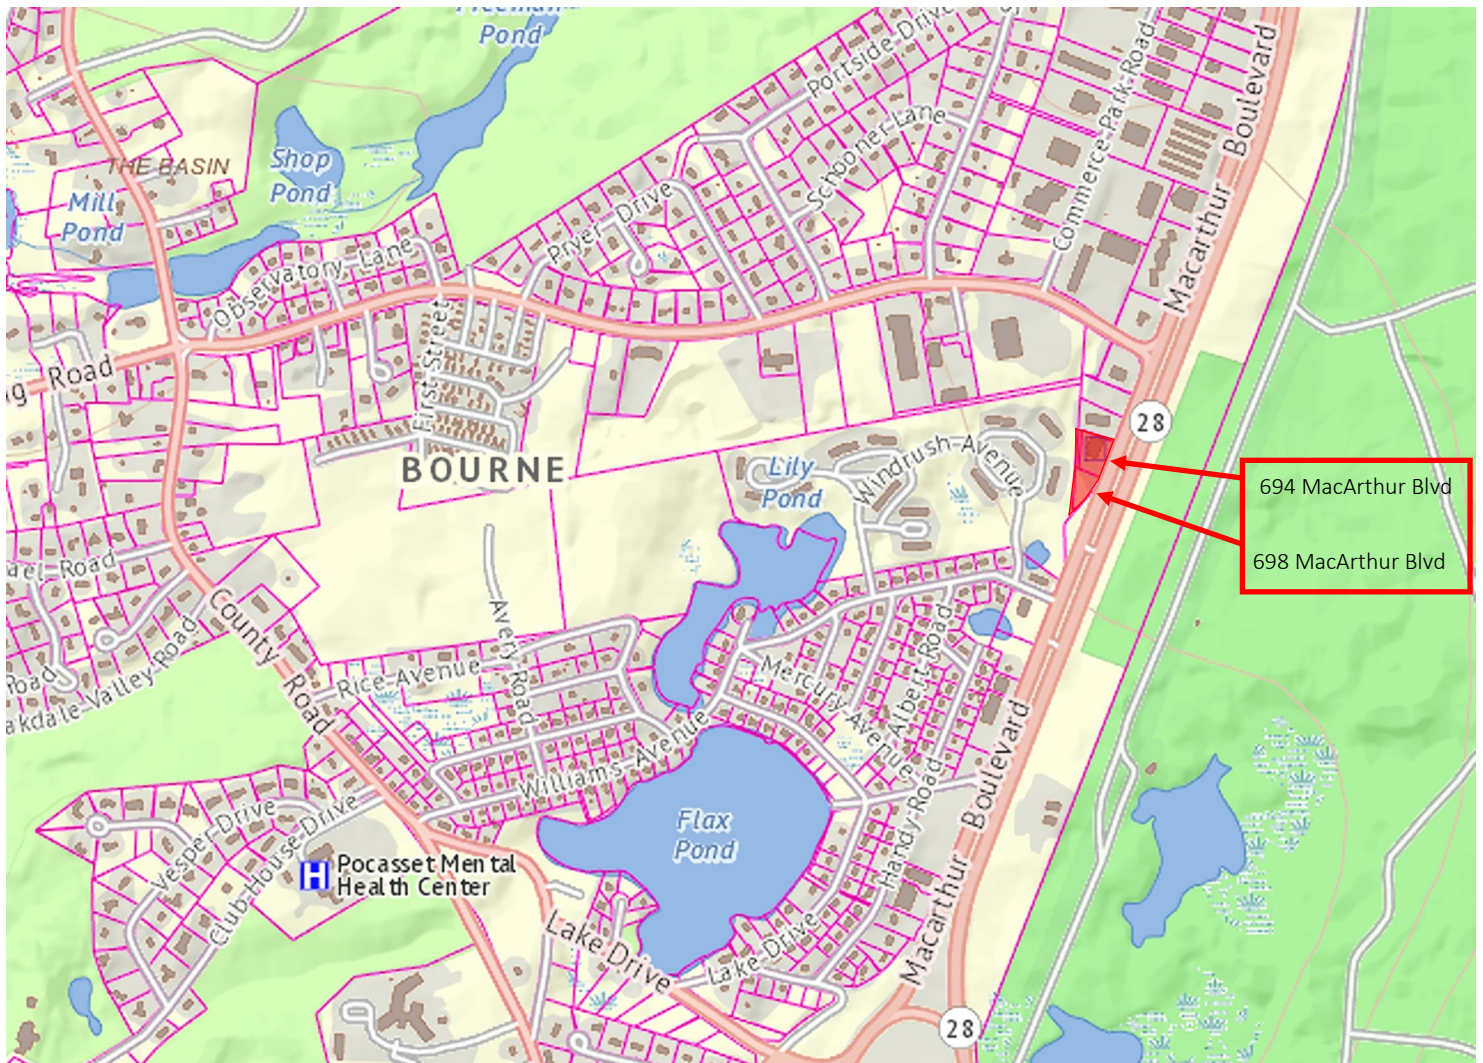 Pond
Portside Drive
Boulevard
Commerce-Park-Road
Schooner-Lane
THE BASIN
Shop
Pond
Mill
Pond
Pryer Drive
Observatory-Lane
Macarthur
First Street
Road
28
BOURNE
Lily
Pond
Windrush-Avenue
694 MacArthur Blvd
698 MacArthur Blvd
Road
County
Road
Avery Road
Rice-Avenue
Mercury-Avenue
Albert-Road
akdale-Valley-Road
Williams-Avenue
Boulevard
Flax
Pond
Handy-Road
Vesper-Drive
Club-House-Drive
H
Pocasset Mental
Health Center
Macarthur
Lake Drive
Lake-Drive
28